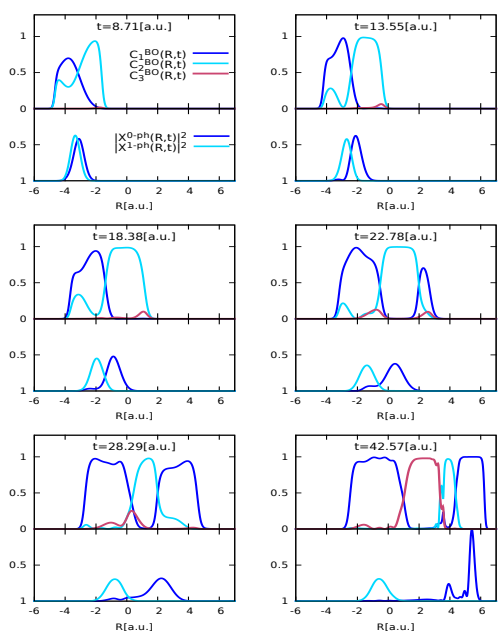 t=8.71[a.u.]
1
0.5
0
C₁ᴮᴼ(R,t)
C₂ᴮᴼ(R,t)
C₃ᴮᴼ(R,t)
0.5
1
|X⁰⁻ᵖʰ(R,t)|²
|X¹⁻ᵖʰ(R,t)|²
-6 -4 -2 0 2 4 6
R[a.u.]
t=13.55[a.u.]
1
0.5
0
0.5
1
-6 -4 -2 0 2 4 6
R[a.u.]
t=18.38[a.u.]
1
0.5
0
0.5
1
-6 -4 -2 0 2 4 6
R[a.u.]
t=22.78[a.u.]
1
0.5
0
0.5
1
-6 -4 -2 0 2 4 6
R[a.u.]
t=28.29[a.u.]
1
0.5
0
0.5
1
-6 -4 -2 0 2 4 6
R[a.u.]
t=42.57[a.u.]
1
0.5
0
0.5
1
-6 -4 -2 0 2 4 6
R[a.u.]